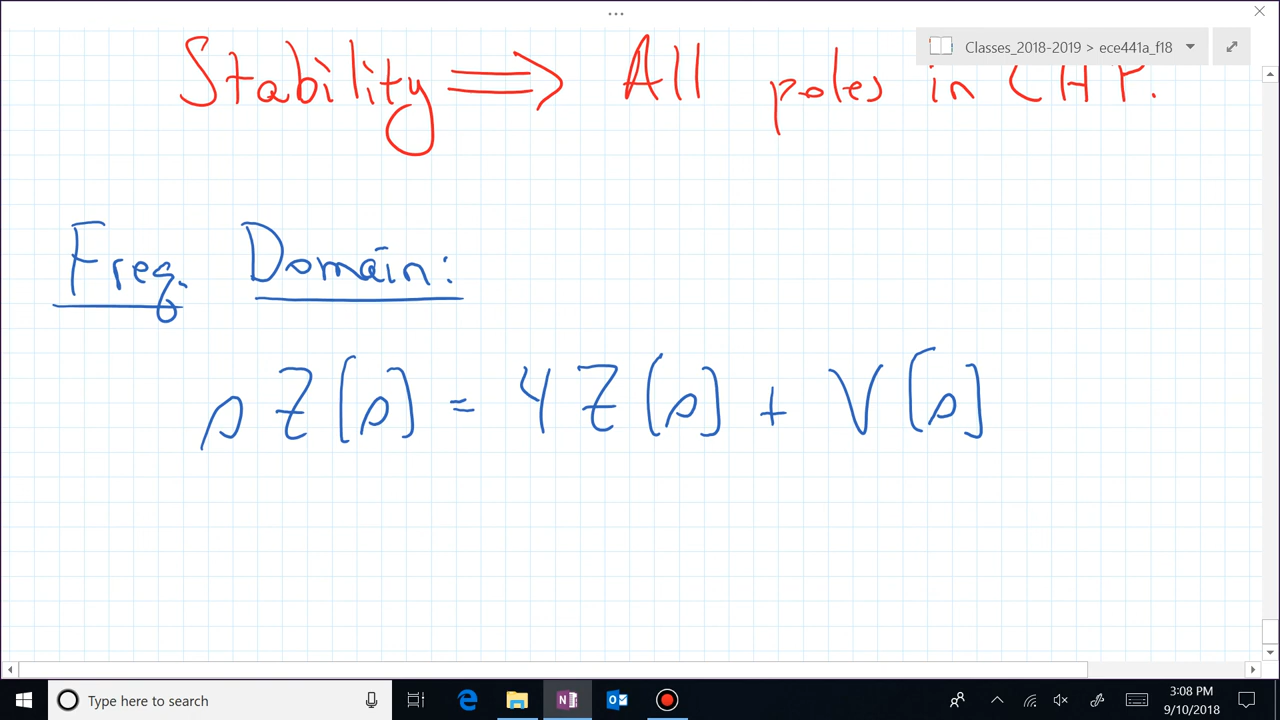 ...
Classes_2018-2019 > ece441a_f18
Stability ⟹ All poles in LHP.
Freq. Domain:
s Z(s) = 4 Z(s) + V(s)
Type here to search
3:08 PM
9/10/2018